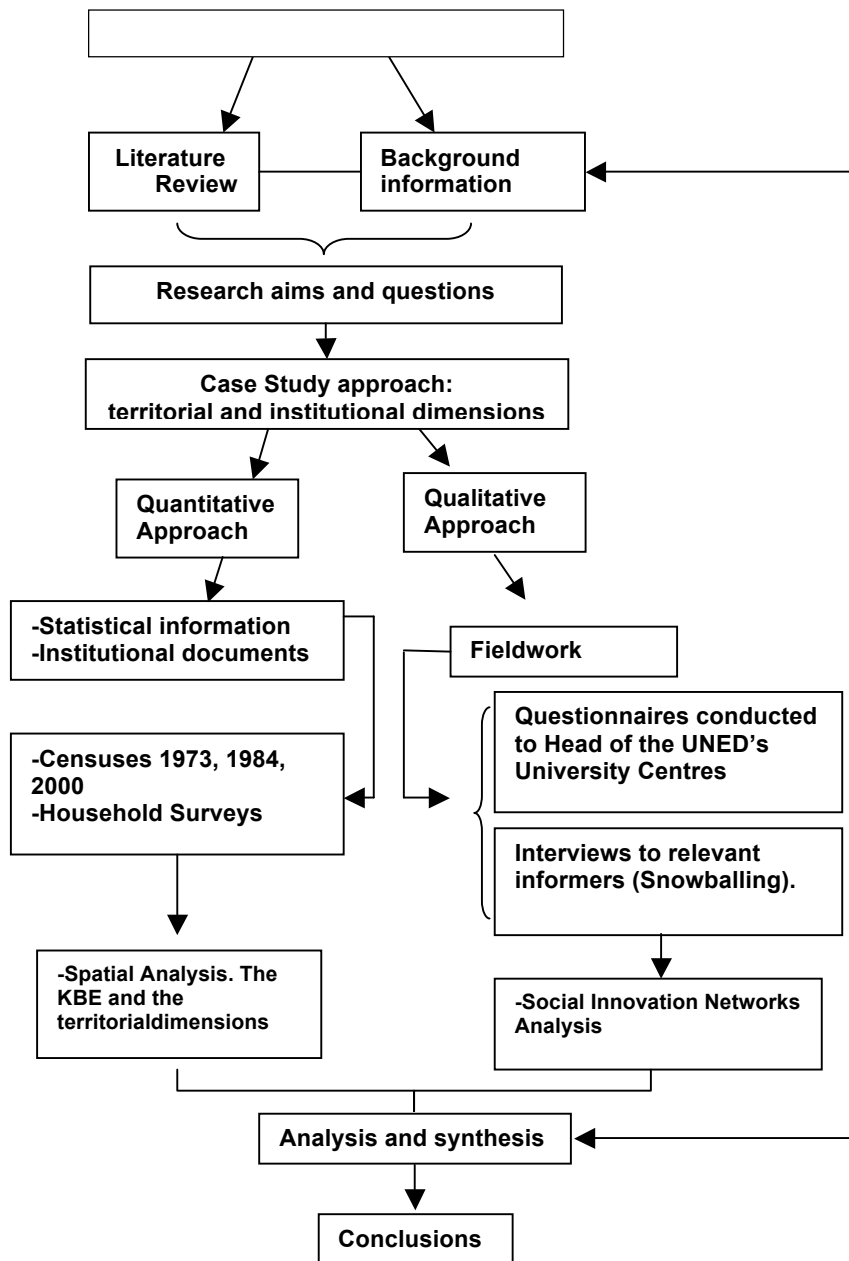 Literature
Review
Background
information
Research aims and questions
Case Study approach:
territorial and institutional dimensions
Quantitative
Approach
Qualitative
Approach
-Statistical information
-Institutional documents
Fieldwork
-Censuses 1973, 1984,
2000
-Household Surveys
Questionnaires conducted
to Head of the UNED’s
University Centres
Interviews to relevant
informers (Snowballing).
-Spatial Analysis. The
KBE and the
territorialdimensions
-Social Innovation Networks
Analysis
Analysis and synthesis
Conclusions